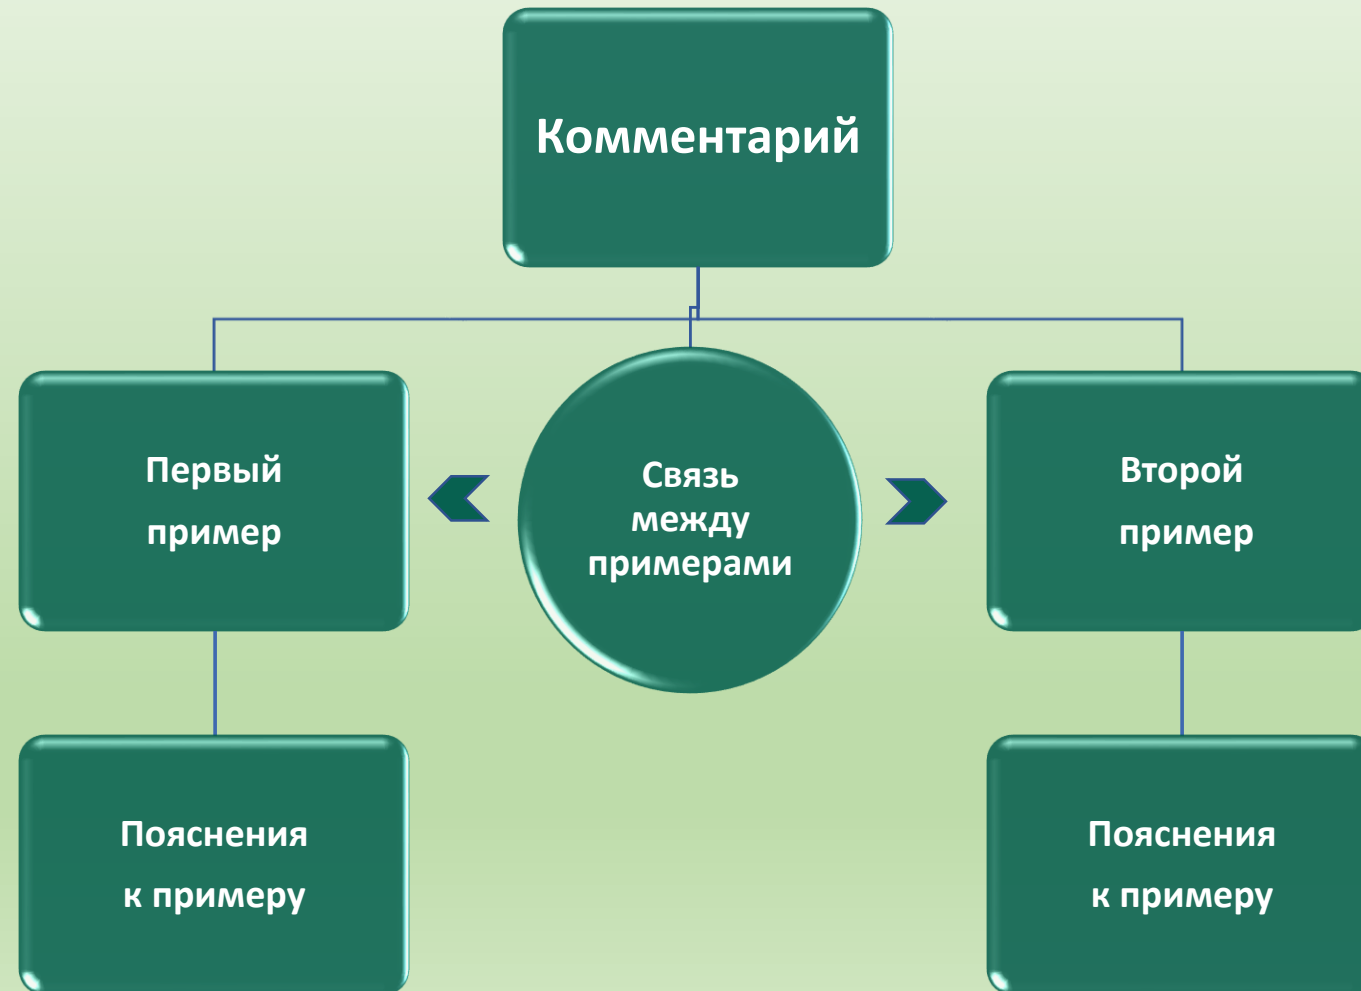 Комментарий
Первый
пример
Связь
между
примерами
Второй
пример
Пояснения
к примеру
Пояснения
к примеру